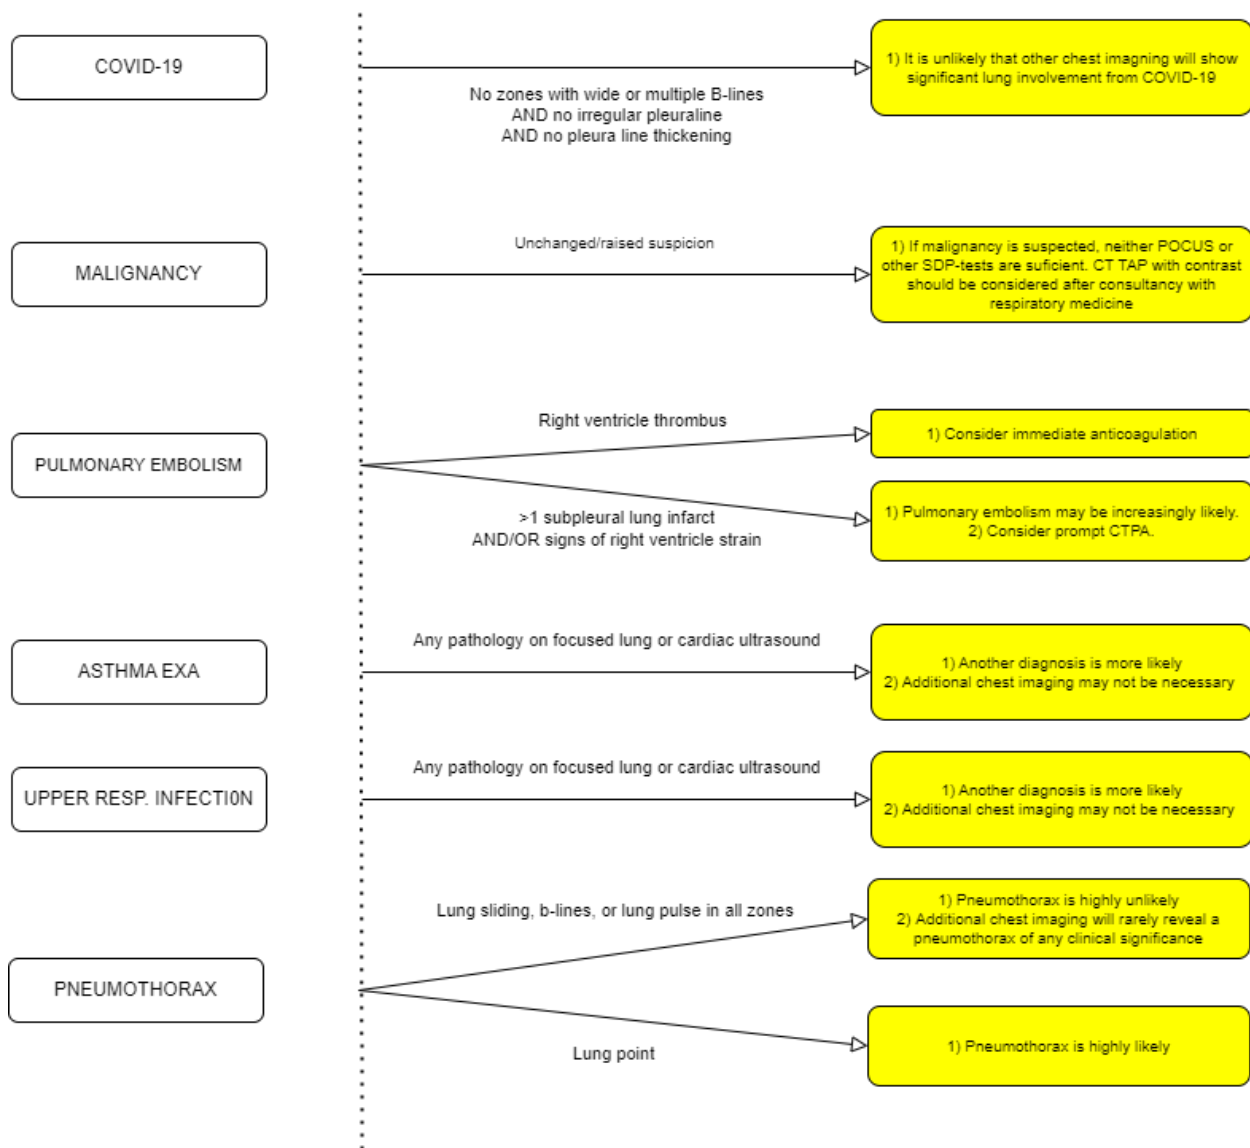 COVID-19
No zones with wide or multiple B-lines
AND no irregular pleuraline
AND no pleura line thickening
1) It is unlikely that other chest imagning will show
significant lung involvement from COVID-19
MALIGNANCY
Unchanged/raised suspicion
1) If malignancy is suspected, neither POCUS or
other SDP-tests are suficient. CT TAP with contrast
should be considered after consultancy with
respiratory medicine
PULMONARY EMBOLISM
Right ventricle thrombus
1) Consider immediate anticoagulation
>1 subpleural lung infarct
AND/OR signs of right ventricle strain
1) Pulmonary embolism may be increasingly likely.
2) Consider prompt CTPA.
ASTHMA EXA
Any pathology on focused lung or cardiac ultrasound
1) Another diagnosis is more likely
2) Additional chest imaging may not be necessary
UPPER RESP. INFECTI0N
Any pathology on focused lung or cardiac ultrasound
1) Another diagnosis is more likely
2) Additional chest imaging may not be necessary
PNEUMOTHORAX
Lung sliding, b-lines, or lung pulse in all zones
1) Pneumothorax is highly unlikely
2) Additional chest imaging will rarely reveal a
pneumothorax of any clinical significance
Lung point
1) Pneumothorax is highly likely